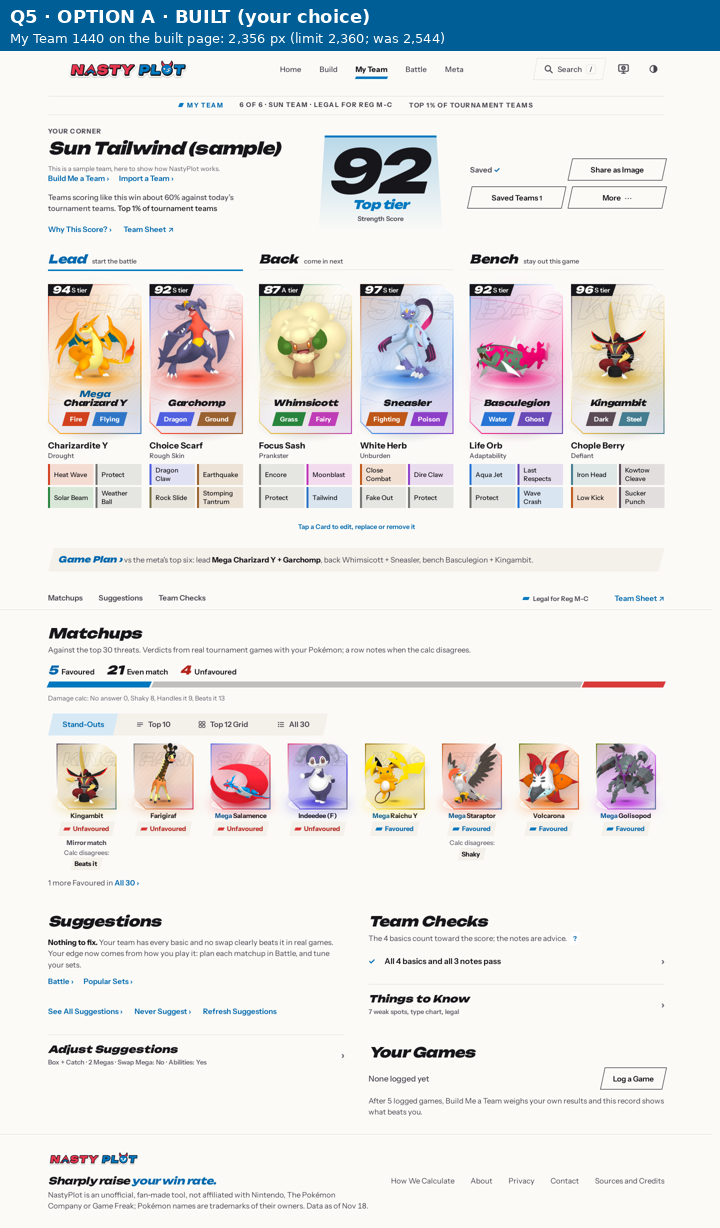 Q5 · OPTION A · BUILT (your choice)
My Team 1440 on the built page: 2,356 px (limit 2,360; was 2,544)
NASTY PLOT
Home Build My Team Battle Meta
Search /
MY TEAM 6 OF 6 · SUN TEAM · LEGAL FOR REG M-C TOP 1% OF TOURNAMENT TEAMS
YOUR CORNER
Sun Tailwind (sample)
This is a sample team, here to show how NastyPlot works.
Build Me a Team › Import a Team ›
Teams scoring like this win about 60% against today's
tournament teams. Top 1% of tournament teams
Why This Score? › Team Sheet ↗
92
Top tier
Strength Score
Saved ✓
Share as Image
Saved Teams 1
More ···
Lead start the battle
Back come in next
Bench stay out this game
94 S tier
92 S tier
87 A tier
97 S tier
92 S tier
96 S tier
Mega
Charizard Y
Garchomp
Whimsicott
Sneasler
Basculegion
Kingambit
Fire Flying
Dragon Ground
Grass Fairy
Fighting Poison
Water Ghost
Dark Steel
Charizardite Y
Drought
Choice Scarf
Rough Skin
Focus Sash
Prankster
White Herb
Unburden
Life Orb
Adaptability
Chople Berry
Defiant
Heat Wave
Protect
Solar Beam
Weather
Ball
Dragon
Claw
Earthquake
Rock Slide
Stomping
Tantrum
Encore
Moonblast
Protect
Tailwind
Close
Combat
Dire Claw
Fake Out
Protect
Aqua Jet
Last
Respects
Protect
Wave
Crash
Iron Head
Kowtow
Cleave
Low Kick
Sucker
Punch
Tap a Card to edit, replace or remove it
Game Plan › vs the meta's top six: lead Mega Charizard Y + Garchomp, back Whimsicott + Sneasler, bench Basculegion + Kingambit.
Matchups Suggestions Team Checks
Legal for Reg M-C
Team Sheet ↗
Matchups
Against the top 30 threats. Verdicts from real tournament games with your Pokémon; a row notes when the calc disagrees.
5 Favoured 21 Even match 4 Unfavoured
Damage calc: No answer 0, Shaky 8, Handles it 9, Beats it 13
Stand-Outs Top 10 Top 12 Grid All 30
Kingambit
Unfavoured
Mirror match
Calc disagrees:
Beats it
Farigiraf
Unfavoured
Mega Salamence
Unfavoured
Indeedee (F)
Unfavoured
Mega Raichu Y
Favoured
Mega Staraptor
Favoured
Calc disagrees:
Shaky
Volcarona
Favoured
Mega Golisopod
Favoured
1 more Favoured in All 30 ›
Suggestions
Nothing to fix. Your team has every basic and no swap clearly beats it in real games.
Your edge now comes from how you play it: plan each matchup in Battle, and tune
your sets.
Battle › Popular Sets ›
See All Suggestions › Never Suggest › Refresh Suggestions
Adjust Suggestions
Box + Catch · 2 Megas · Swap Mega: No · Abilities: Yes
›
Team Checks
The 4 basics count toward the score; the notes are advice. ?
✓ All 4 basics and all 3 notes pass ›
Things to Know
7 weak spots, type chart, legal
›
Your Games
None logged yet
Log a Game
After 5 logged games, Build Me a Team weighs your own results and this record shows
what beats you.
NASTY PLOT
Sharply raise your win rate.
NastyPlot is an unofficial, fan-made tool, not affiliated with Nintendo, The Pokémon
Company or Game Freak; Pokémon names are trademarks of their owners. Data as of Nov 18.
How We Calculate About Privacy Contact Sources and Credits